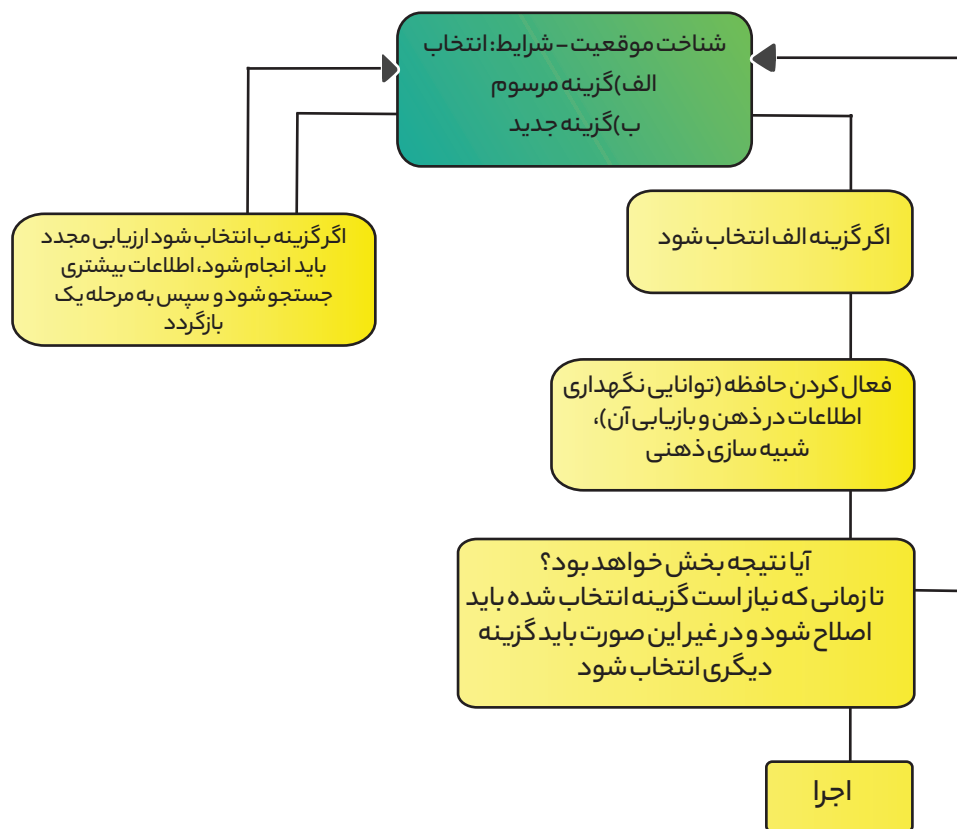 شناخت موقعیت - شرایط: انتخاب
الف)گزینه مرسوم
ب)گزینه جدید
اگر گزینه الف انتخاب شود
اگر گزینه ب انتخاب شود ارزیابی مجدد
باید انجام شود، اطلاعات بیشتری
جستجو شود و سپس به مرحله یک
بازگردد
فعال کردن حافظه (توانایی نگهداری
اطلاعات در ذهن و بازیابی آن)،
شبیه سازی ذهنی
آیا نتیجه بخش خواهد بود؟
تا زمانی که نیاز است گزینه انتخاب شده باید
اصلاح شود و در غیر این صورت باید گزینه
دیگری انتخاب شود
اجرا